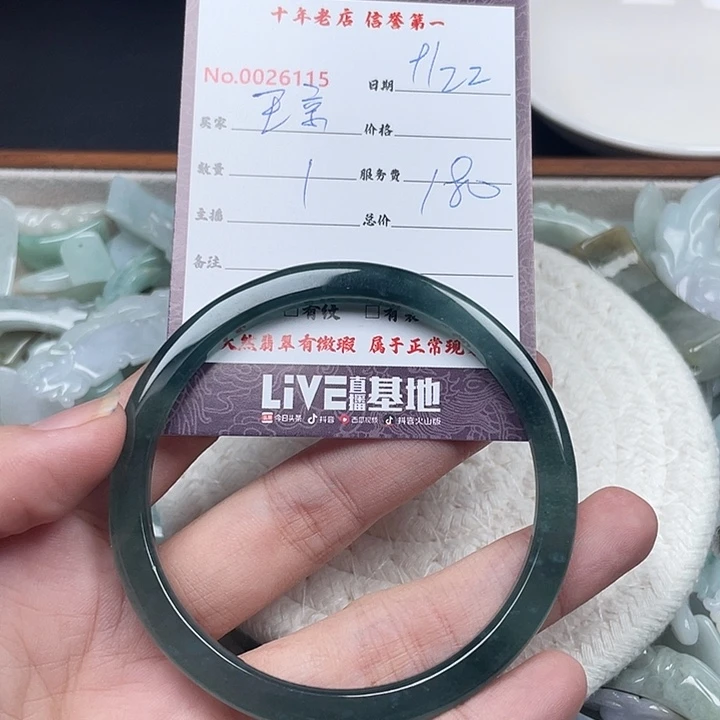 十年老店 信誉第一
No.0026115 日期 9/22
买家 王京 价格
数量 1 服务费 180
主播 总价
备注
□有纹 □有裂
天然翡翠有微瑕 属于正常现
LiVE直播基地
今日头条 抖音 西瓜视频 抖音火山版